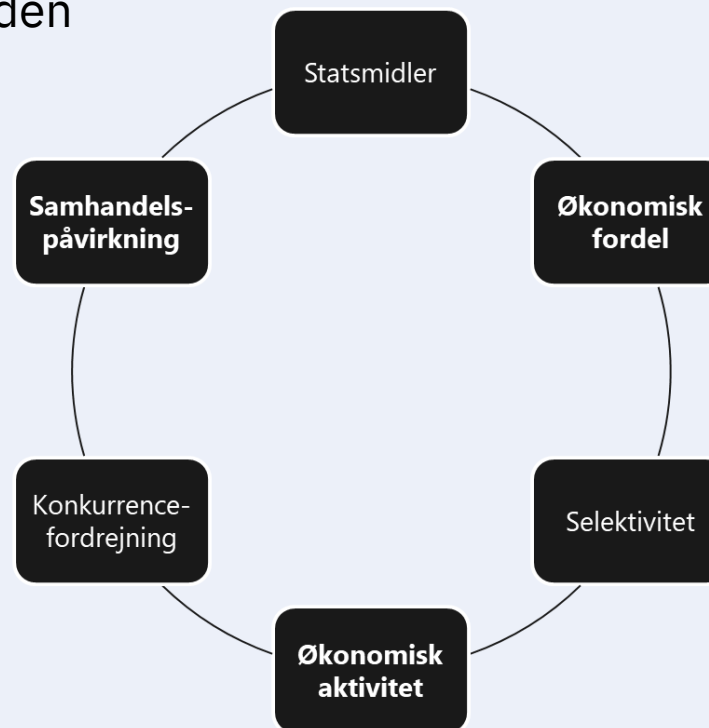 den
Statsmidler
Økonomisk
fordel
Selektivitet
Økonomisk
aktivitet
Konkurrence-
fordrejning
Samhandels-
påvirkning